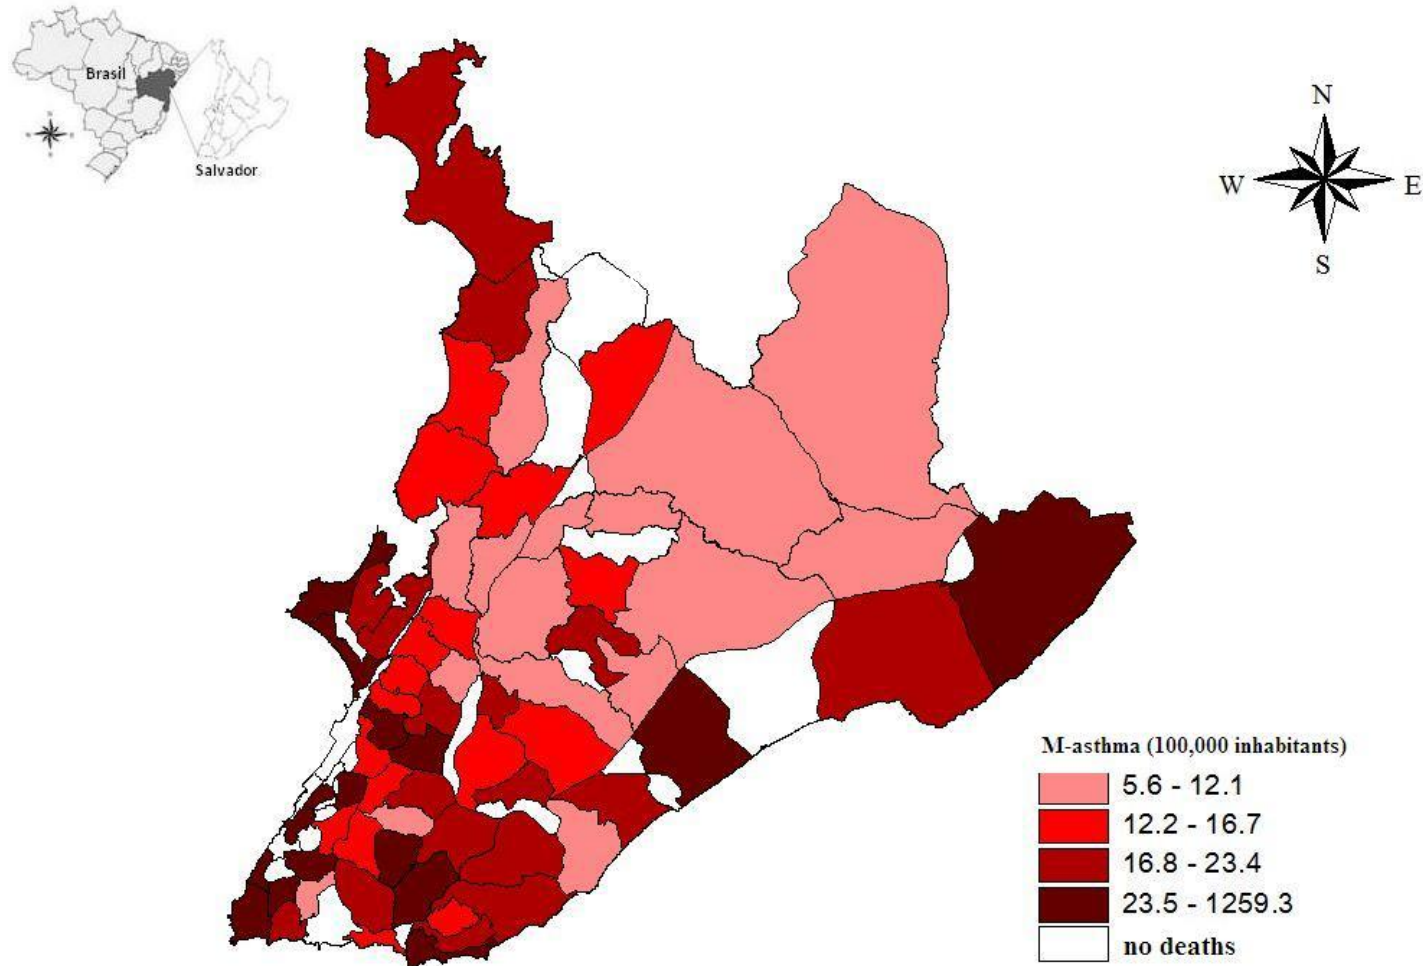 Brasil
Salvador
N
W
E
S
M-asthma (100,000 inhabitants)
5.6 - 12.1
12.2 - 16.7
16.8 - 23.4
23.5 - 1259.3
no deaths